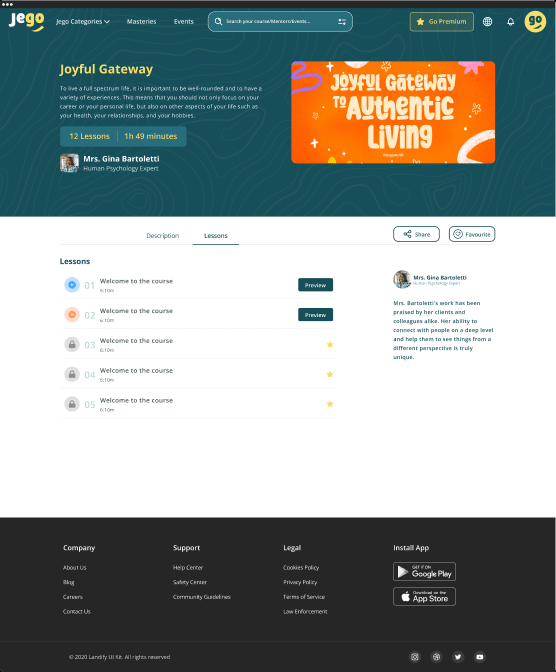 jego
Jego Categories
Masteries
Events
Search your course/Mentors/Events...
Go Premium
go
Joyful Gateway
To live a full spectrum life, it is important to be well-rounded and to have a
variety of experiences. This means that you should not only focus on your
career or your personal life, but also on other aspects of your life such as
your health, your relationships, and your hobbies.
12 Lessons
1h 49 minutes
Mrs. Gina Bartoletti
Human Psychology Expert
Joyful Gateway
To Authentic
Living
Description
Lessons
Share
Favourite
Lessons
01
Welcome to the course
6:10m
Preview
02
Welcome to the course
6:10m
Preview
03
Welcome to the course
6:10m
04
Welcome to the course
6:10m
05
Welcome to the course
6:10m
Mrs. Gina Bartoletti
Human Psychology Expert
Mrs. Bartoletti's work has been
praised by her clients and
colleagues alike. Her ability to
connect with people on a deep level
and help them to see things from a
different perspective is truly
unique.
Company
About Us
Blog
Careers
Contact Us
Support
Help Center
Safety Center
Community Guidelines
Legal
Cookies Policy
Privacy Policy
Terms of Service
Law Enforcement
Install App
GET IT ON
Google Play
Download on the
App Store
© 2020 Landify UI Kit. All rights reserved